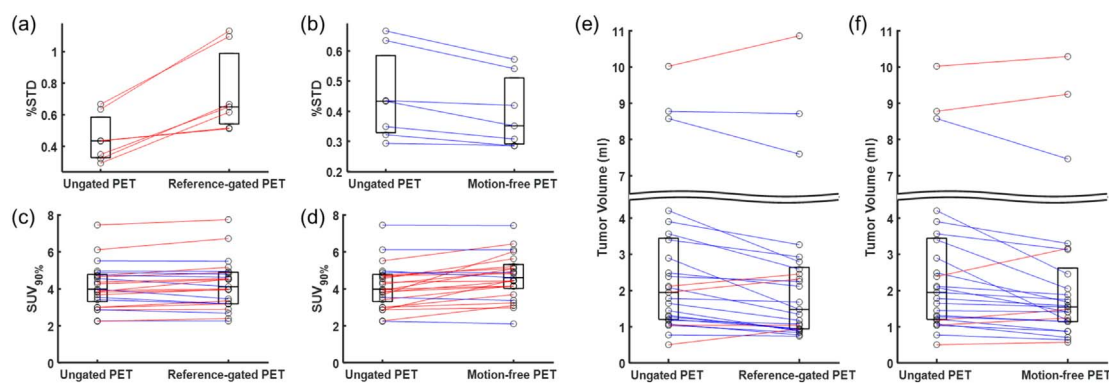 (a)
%STD
1
0.8
0.6
0.4
Ungated PET Reference-gated PET
(b)
%STD
0.6
0.5
0.4
0.3
0.2
Ungated PET Motion-free PET
(c)
SUV90%
8
6
4
2
0
Ungated PET Reference-gated PET
(d)
SUV90%
8
6
4
2
0
Ungated PET Motion-free PET
(e)
Tumor Volume (ml)
11
10
9
8
7
4
3
2
1
0
Ungated PET Reference-gated PET
(f)
Tumor Volume (ml)
11
10
9
8
7
4
3
2
1
0
Ungated PET Motion-free PET